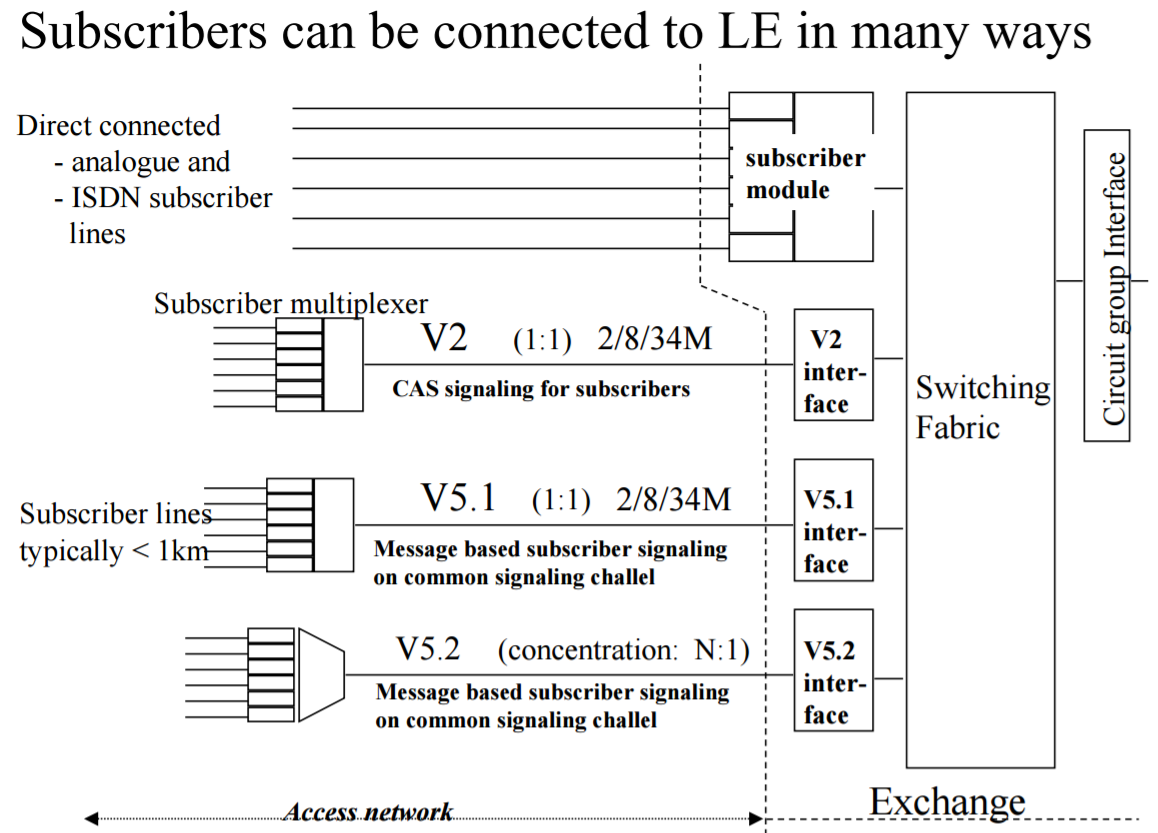 Subscribers can be connected to LE in many ways
Direct connected
- analogue and
- ISDN subscriber
lines
subscriber
module
Circuit group Interface
Subscriber multiplexer
V2 (1:1) 2/8/34M
CAS signaling for subscribers
V2
inter-
face
Switching
Fabric
Subscriber lines
typically < 1km
V5.1 (1:1) 2/8/34M
Message based subscriber signaling
on common signaling challel
V5.1
inter-
face
V5.2 (concentration: N:1)
Message based subscriber signaling
on common signaling challel
V5.2
inter-
face
Access network
Exchange